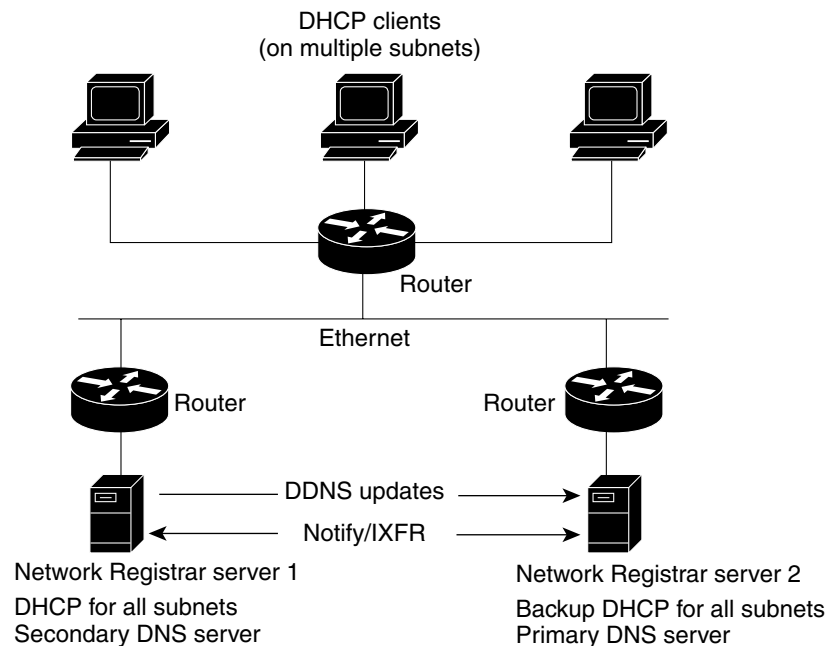 DHCP clients
(on multiple subnets)
Router
Ethernet
Router
Router
DDNS updates
Notify/IXFR
Network Registrar server 1
DHCP for all subnets
Secondary DNS server
Network Registrar server 2
Backup DHCP for all subnets
Primary DNS server